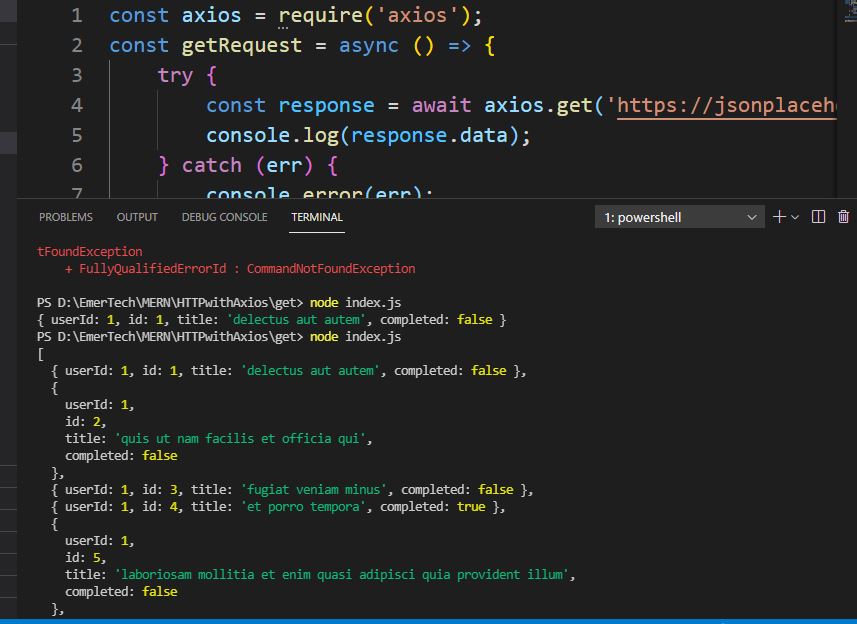 1 const axios = require('axios');
2 const getRequest = async () => {
3 try {
4 const response = await axios.get('https://jsonplaceh
5 console.log(response.data);
6 } catch (err) {
7 console.error(err);
PROBLEMS OUTPUT DEBUG CONSOLE TERMINAL 1: powershell
tFoundException
+ FullyQualifiedErrorId : CommandNotFoundException
PS D:\EmerTech\MERN\HTTPwithAxios\get> node index.js
{ userId: 1, id: 1, title: 'delectus aut autem', completed: false }
PS D:\EmerTech\MERN\HTTPwithAxios\get> node index.js
[
{ userId: 1, id: 1, title: 'delectus aut autem', completed: false },
{
userId: 1,
id: 2,
title: 'quis ut nam facilis et officia qui',
completed: false
},
{ userId: 1, id: 3, title: 'fugiat veniam minus', completed: false },
{ userId: 1, id: 4, title: 'et porro tempora', completed: true },
{
userId: 1,
id: 5,
title: 'laboriosam mollitia et enim quasi adipisci quia provident illum',
completed: false
},